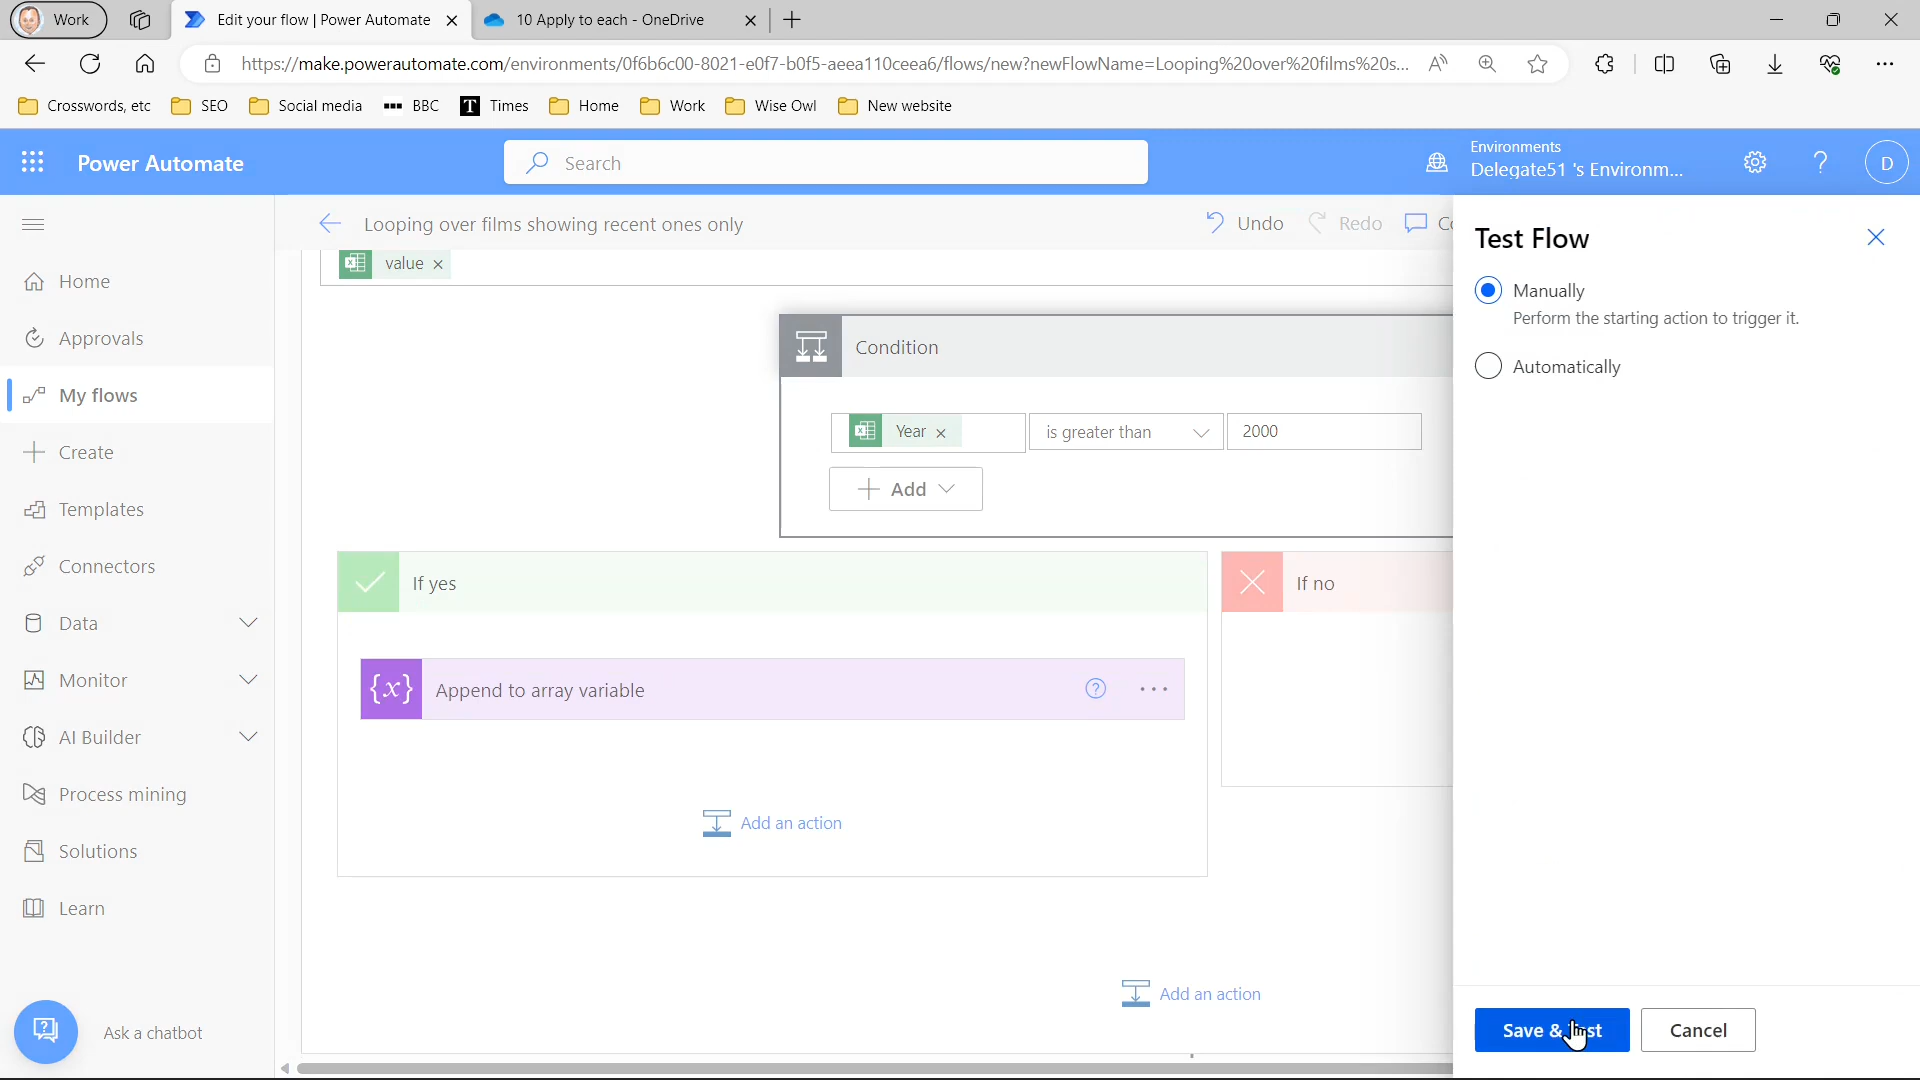 Work
Edit your flow | Power Automate
10 Apply to each - OneDrive
https://make.powerautomate.com/environments/0f6b6c00-8021-e0f7-b0f5-aeea110ceea6/flows/new?newFlowName=Looping%20over%20films%20s...
Crosswords, etc
SEO
Social media
BBC
T Times
Home
Work
Wise Owl
New website
Power Automate
Search
Environments
Delegate51 's Environm...
D
Looping over films showing recent ones only
Undo
Redo
Test Flow
Home
Approvals
My flows
Create
Templates
Connectors
Data
Monitor
AI Builder
Process mining
Solutions
Learn
Ask a chatbot
value
Condition
Year
is greater than
2000
Add
If yes
If no
{x} Append to array variable
Add an action
Add an action
Manually
Perform the starting action to trigger it.
Automatically
Save & Test
Cancel